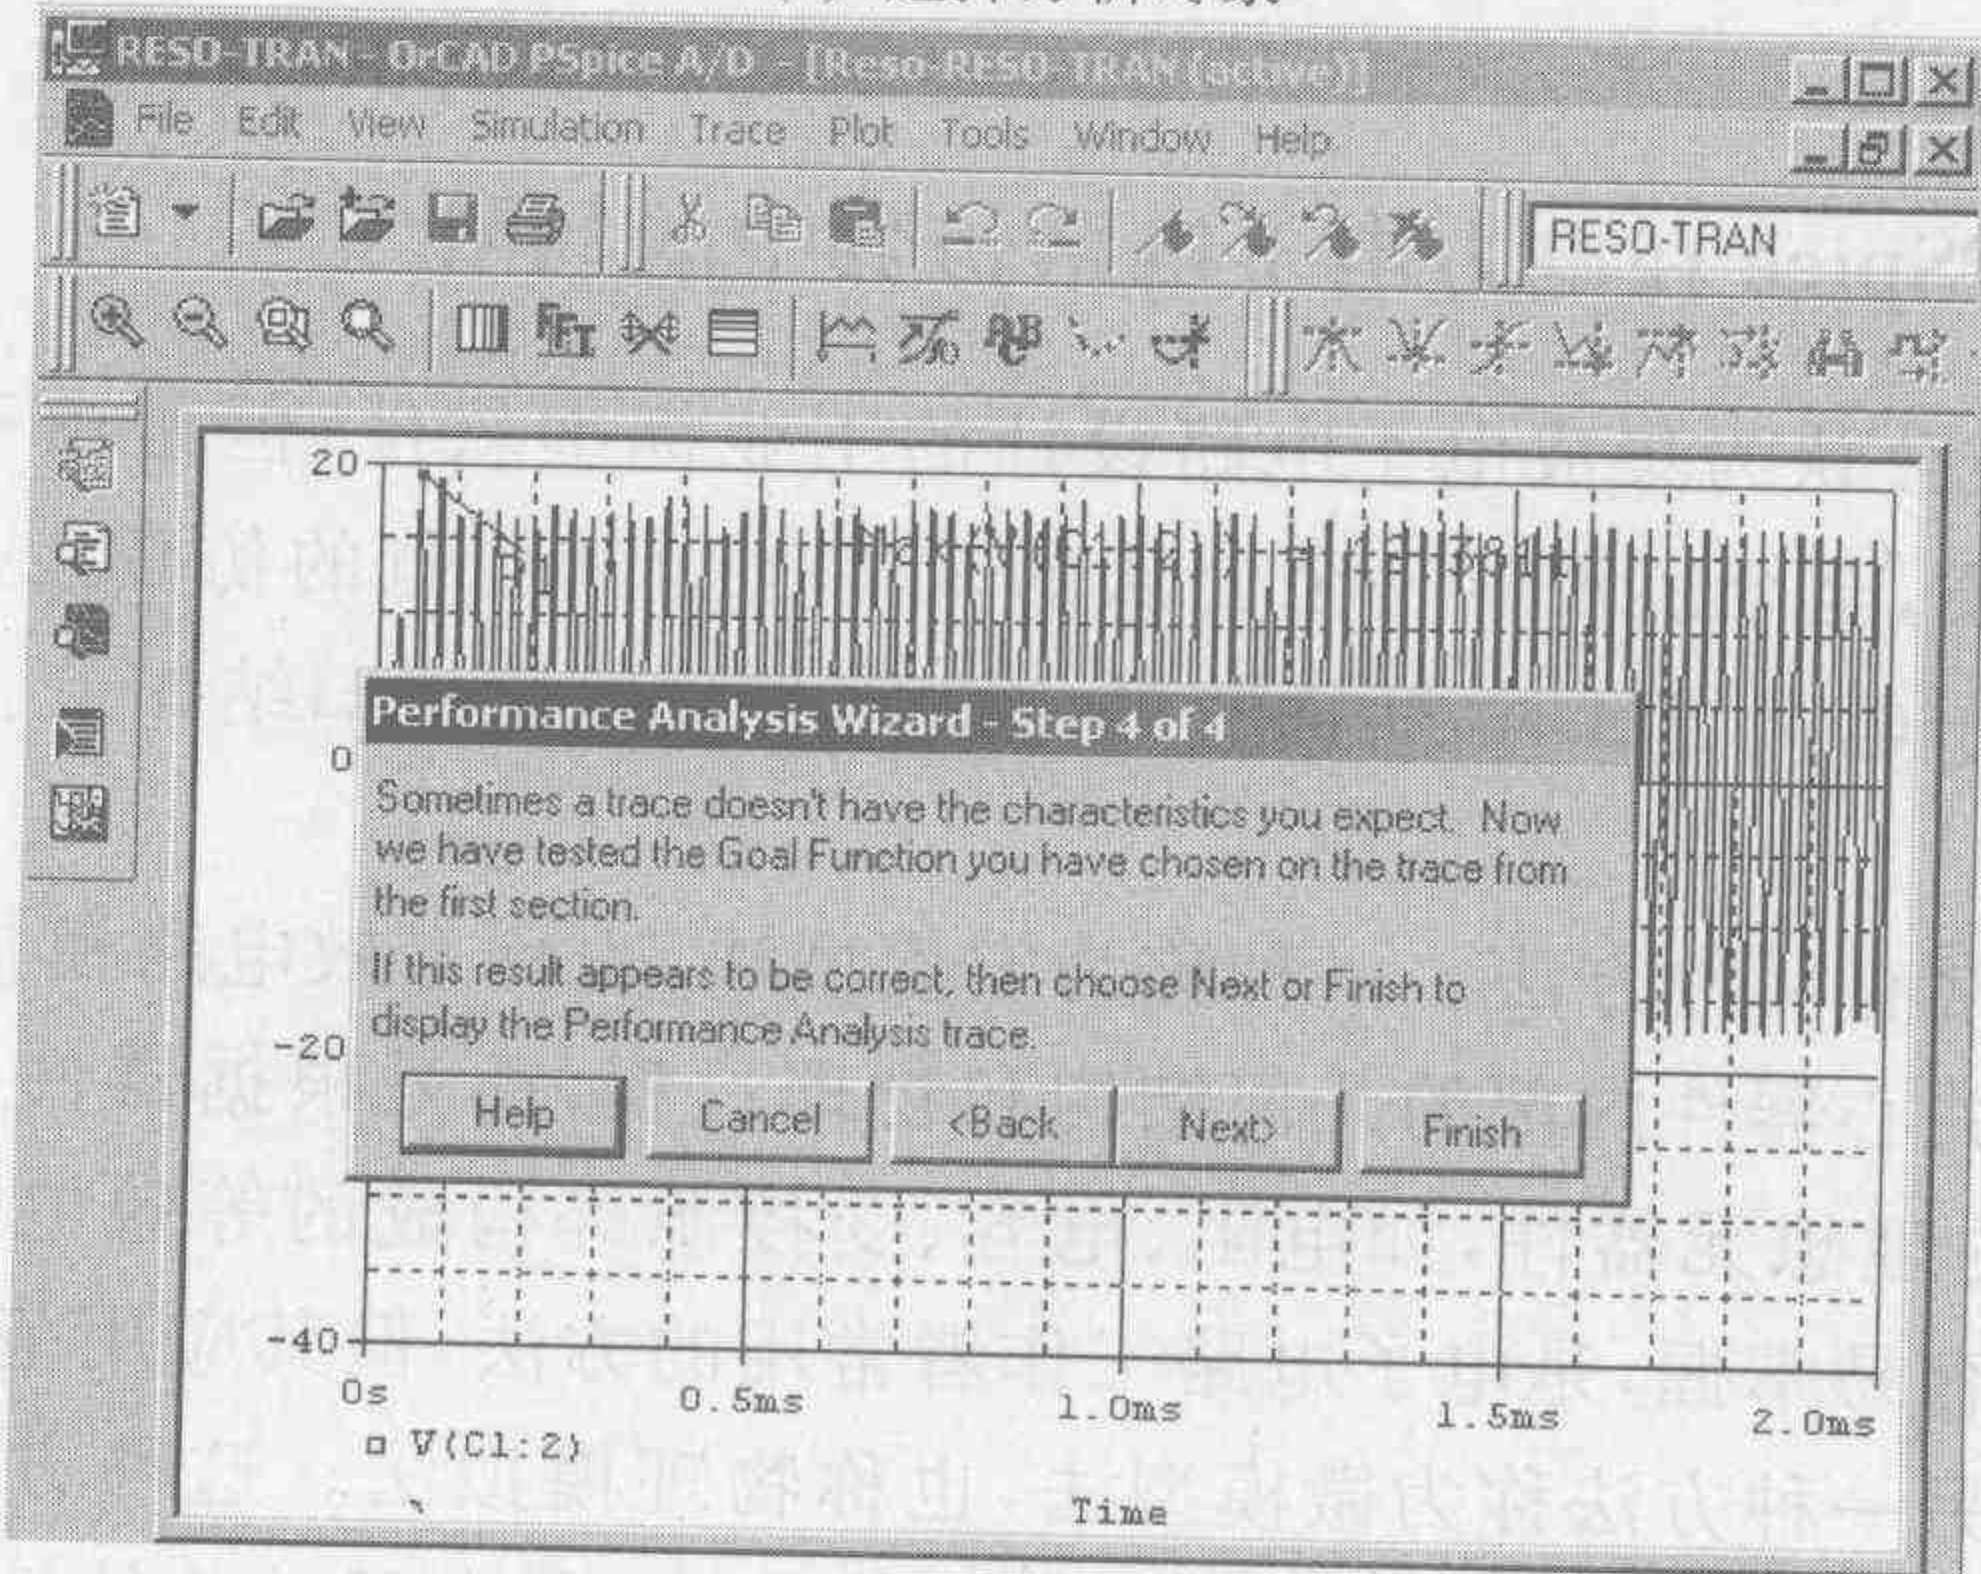 RESO-TRAN - OrCAD PSpice A/D - [Reso-RESO-TRAN (active)]
File Edit View Simulation Trace Plot Tools Window Help
RESO-TRAN
FFT
20
0
-20
-40
Performance Analysis Wizard - Step 4 of 4
Sometimes a trace doesn't have the characteristics you expect. Now
we have tested the Goal Function you have chosen on the trace from
the first section.
If this result appears to be correct, then choose Next or Finish to
display the Performance Analysis trace.
Help Cancel <Back Next> Finish
0s 0.5ms 1.0ms 1.5ms 2.0ms
V(C1:2)
Time